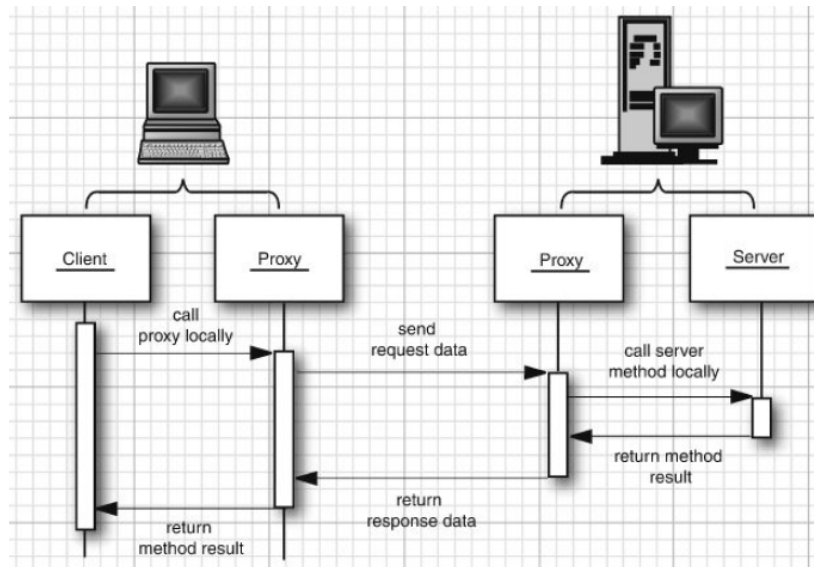 Client
Proxy
Proxy
Server
call
proxy locally
send
request data
call server
method locally
return method
result
return
response data
return
method result